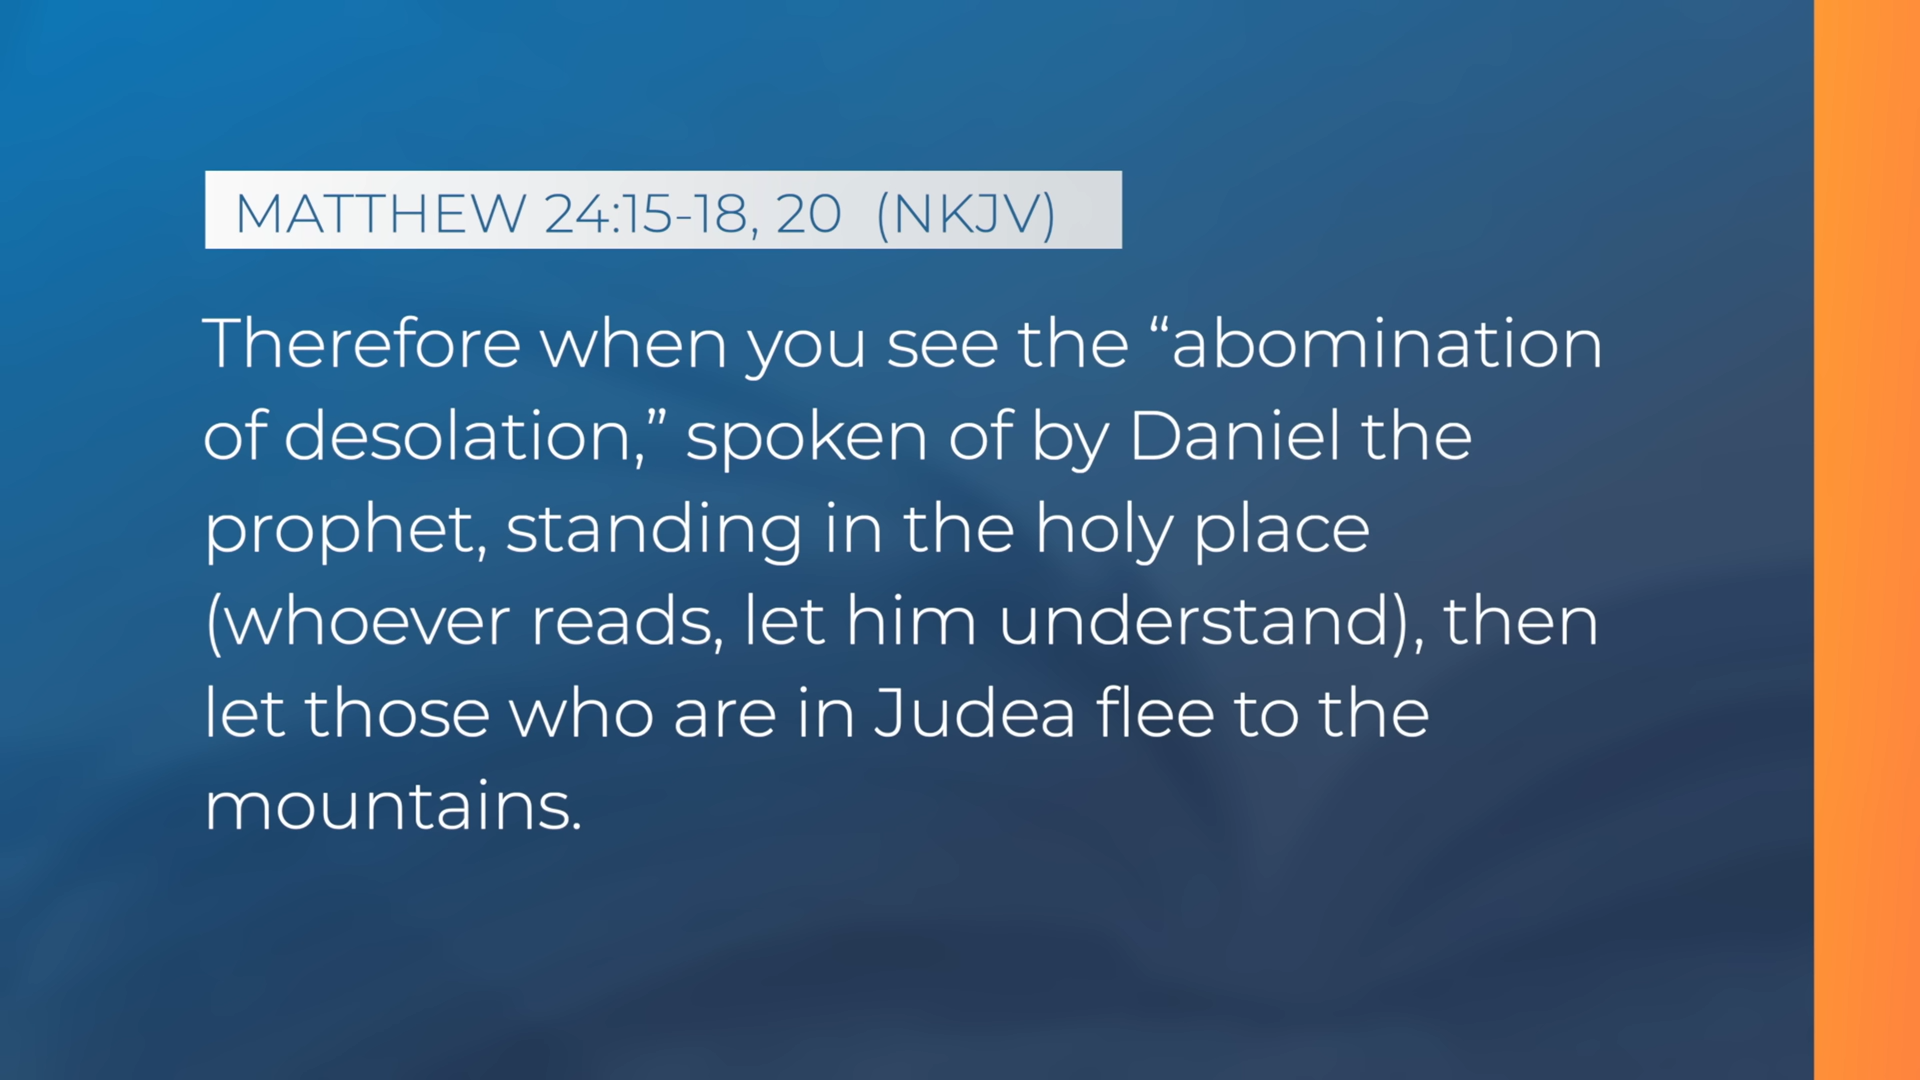 MATTHEW 24:15-18, 20 (NKJV)
Therefore when you see the “abomination
of desolation,” spoken of by Daniel the
prophet, standing in the holy place
(whoever reads, let him understand), then
let those who are in Judea flee to the
mountains.